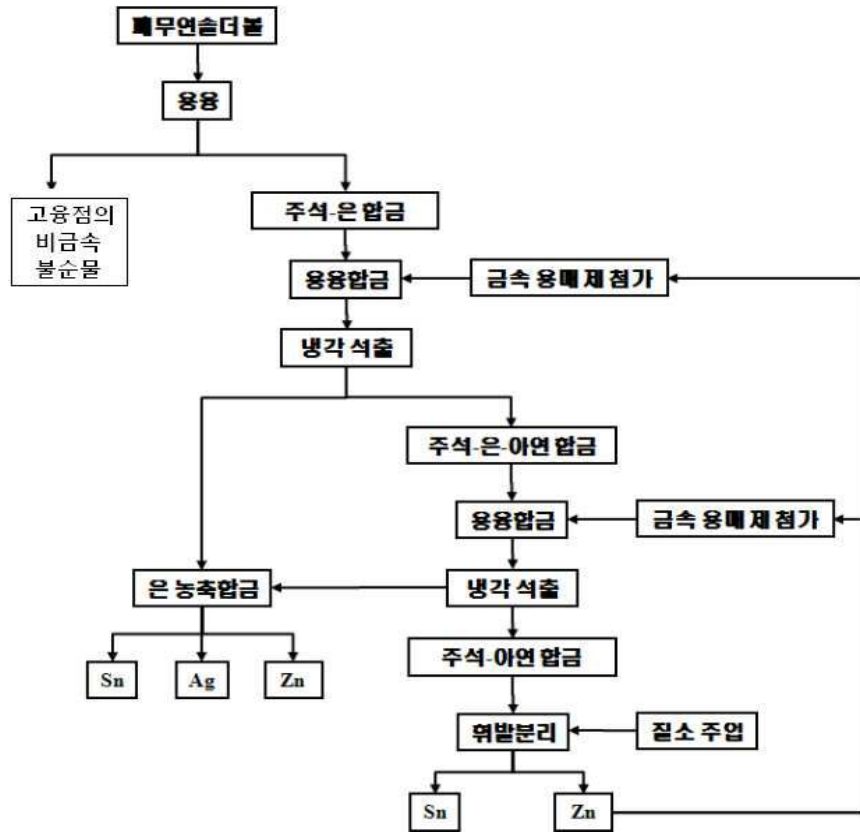 폐무연솔더볼
용융
고융점의
비금속
불순물
주석-은 합금
용융합금
금속 용매 제 첨가
냉각 석출
주석-은-아연 합금
용융합금
금속 용매 제 첨가
은 농축합금
냉각 석출
Sn
Ag
Zn
주석-아연 합금
휘발분리
질소 주업
Sn
Zn